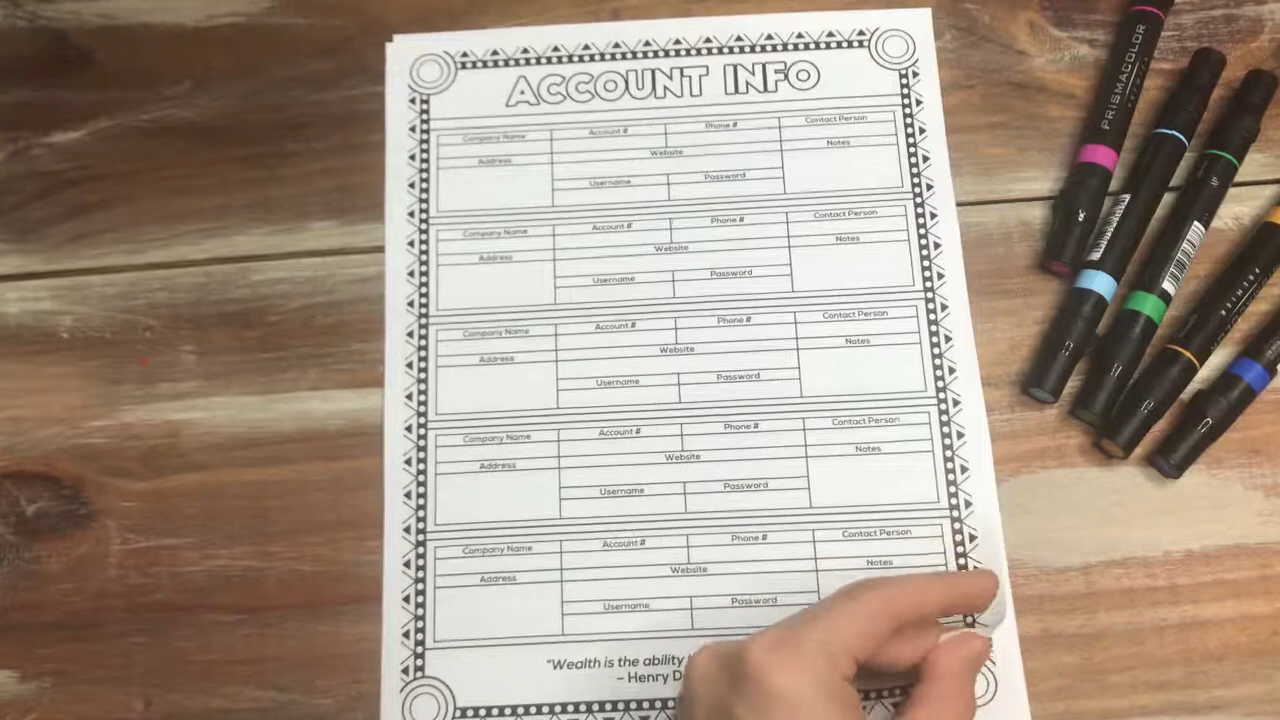 ACCOUNT INFO
Company Name Account # Phone # Contact Person
Address Website Notes
Username Password
Company Name Account # Phone # Contact Person
Address Website Notes
Username Password
Company Name Account # Phone # Contact Person
Address Website Notes
Username Password
Company Name Account # Phone # Contact Person
Address Website Notes
Username Password
Company Name Account # Phone # Contact Person
Address Website Notes
Username Password
"Wealth is the ability
– Henry
PRISMACOLOR
PREMIER